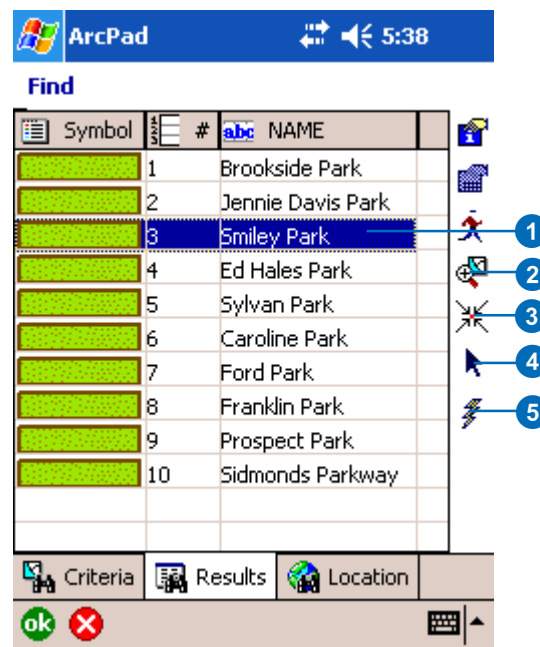 ArcPad 5:38
Find
Symbol # abc NAME
1 Brookside Park
2 Jennie Davis Park
3 Smiley Park 1
4 Ed Hales Park 2
5 Sylvan Park 3
6 Caroline Park
7 Ford Park 4
8 Franklin Park 5
9 Prospect Park
10 Sidmonds Parkway
Criteria Results Location
ok